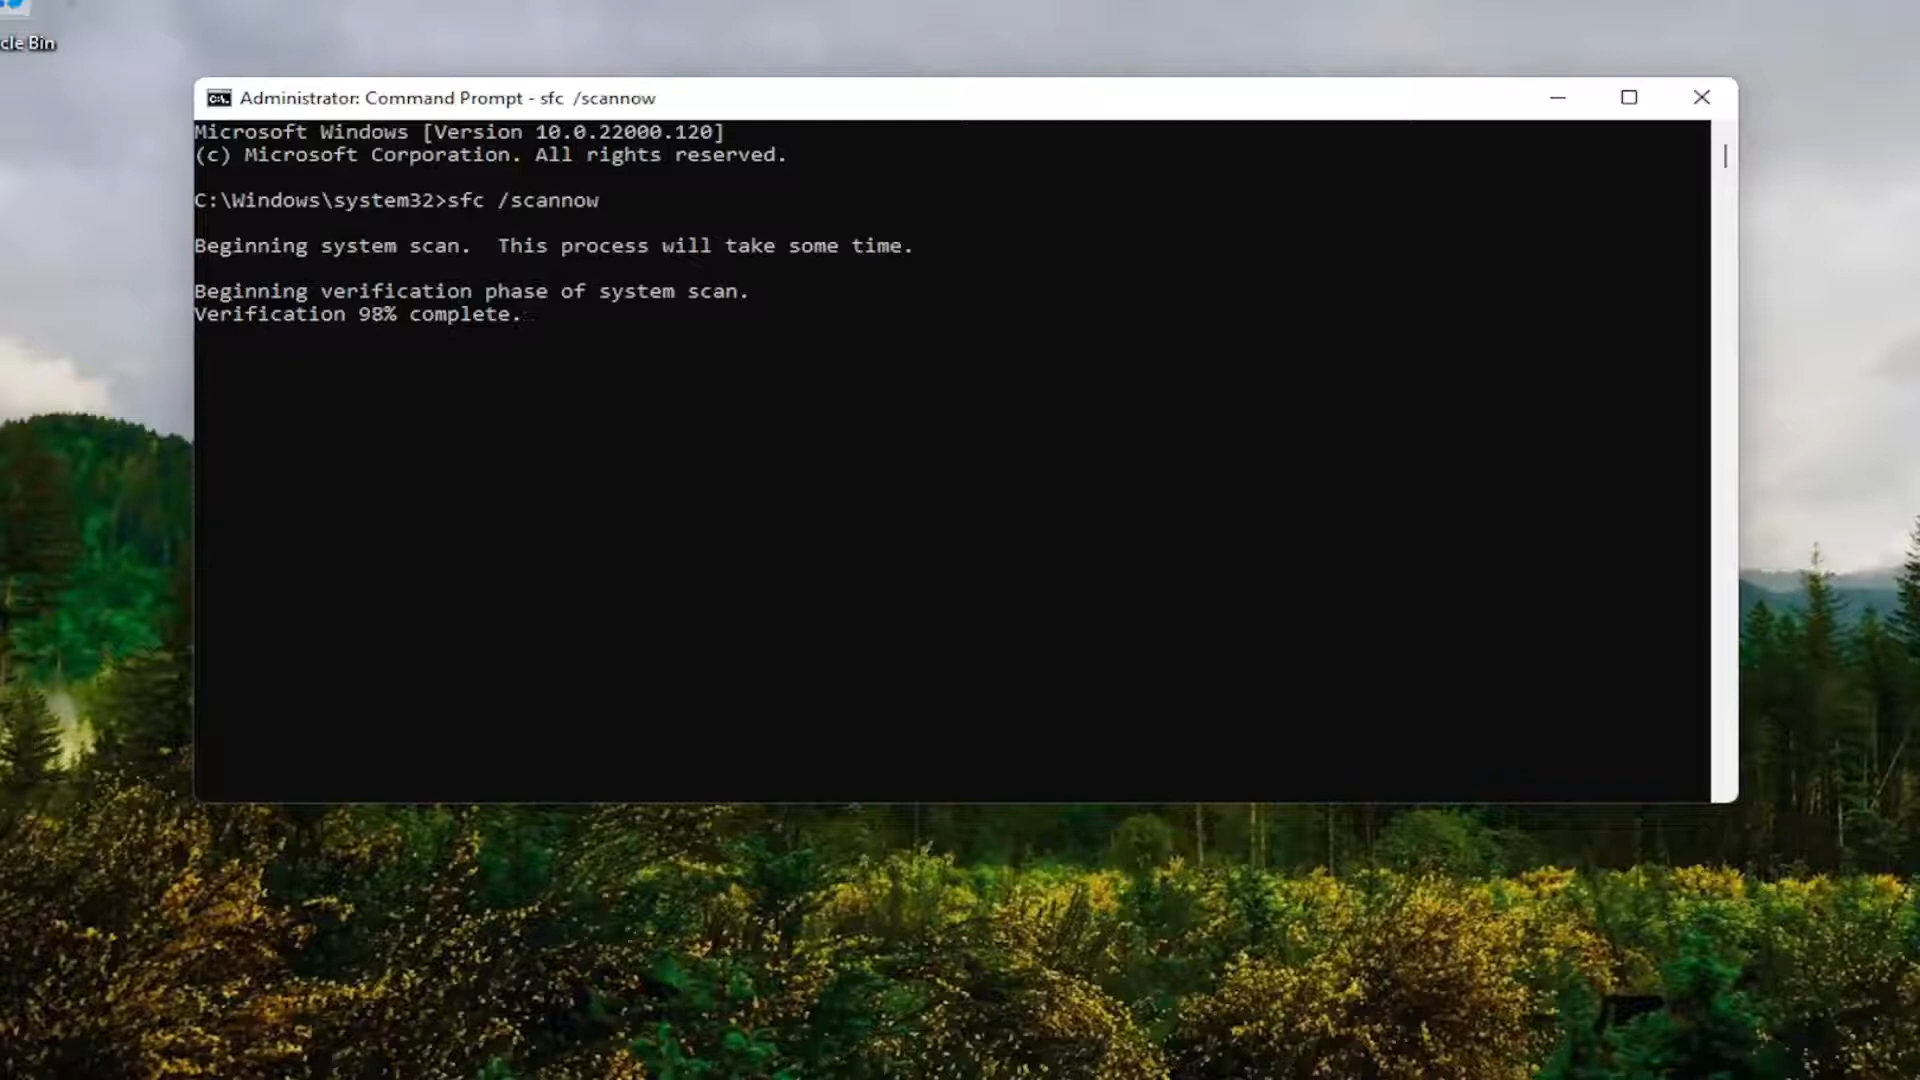 cle Bin
Administrator: Command Prompt - sfc  /scannow
Microsoft Windows [Version 10.0.22000.120]
(c) Microsoft Corporation. All rights reserved.
C:\Windows\system32>sfc /scannow
Beginning system scan.  This process will take some time.
Beginning verification phase of system scan.
Verification 98% complete.